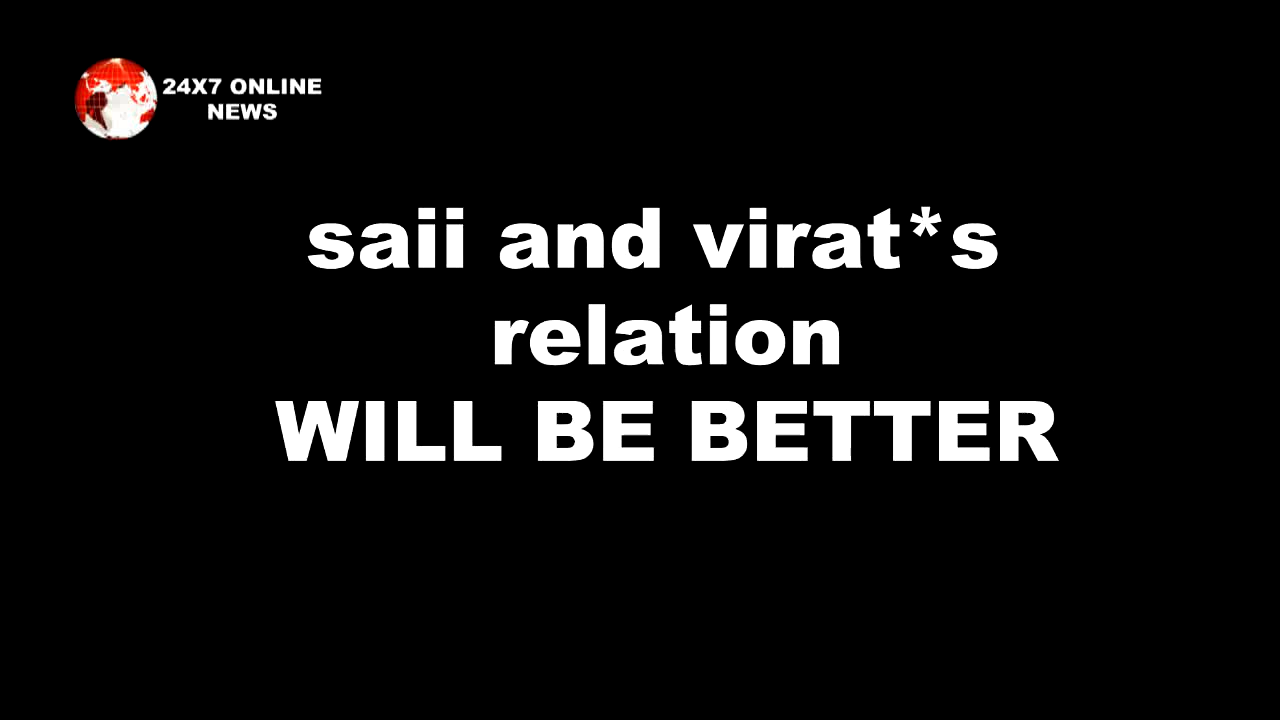 24X7 ONLINE
NEWS
saii and virat*s
relation
WILL BE BETTER